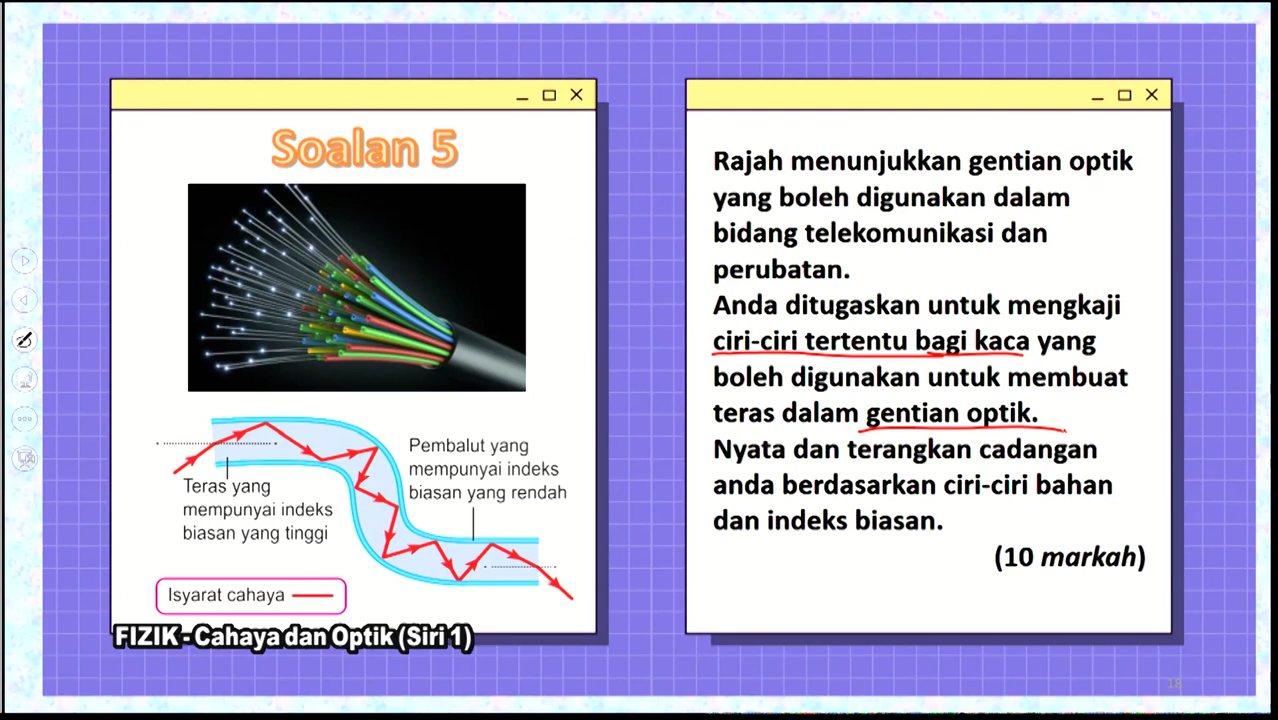 Soalan 5
Pembalut yang
mempunyai indeks
biasan yang rendah
Teras yang
mempunyai indeks
biasan yang tinggi
Isyarat cahaya
FIZIK - Cahaya dan Optik (Siri 1)
Rajah menunjukkan gentian optik
yang boleh digunakan dalam
bidang telekomunikasi dan
perubatan.
Anda ditugaskan untuk mengkaji
ciri-ciri tertentu bagi kaca yang
boleh digunakan untuk membuat
teras dalam gentian optik.
Nyata dan terangkan cadangan
anda berdasarkan ciri-ciri bahan
dan indeks biasan.
(10 markah)
18